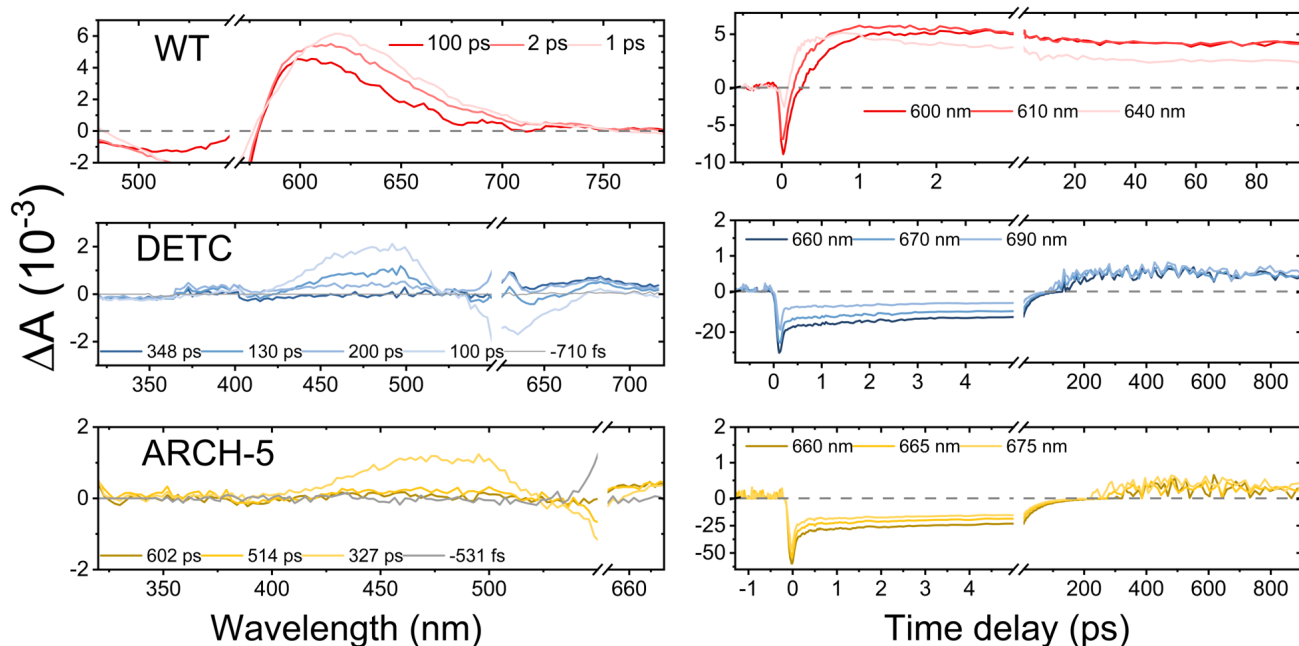 WT
100 ps 2 ps 1 ps
6
4
2
0
-2
500 600 650 700 750
5
0
-5
-10
600 nm 610 nm 640 nm
0 1 2 20 40 60 80
ΔA (10⁻³)
DETC
2
0
-2
348 ps 130 ps 200 ps 100 ps -710 fs
350 400 450 500 650 700
2
1
0
-20
660 nm 670 nm 690 nm
0 1 2 3 4 200 400 600 800
ARCH-5
2
0
-2
602 ps 514 ps 327 ps -531 fs
350 400 450 500 660
2
1
0
-25
-50
660 nm 665 nm 675 nm
-1 0 1 2 3 4 200 400 600 800
Wavelength (nm)
Time delay (ps)